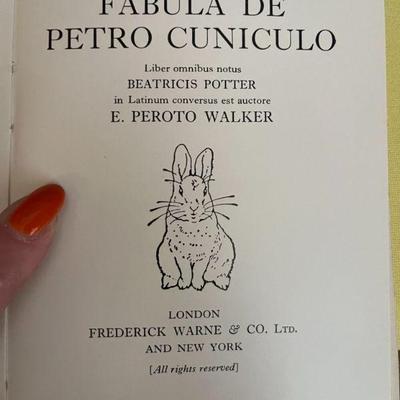 FABULA DE
PETRO CUNICULO
Liber omnibus notus
BEATRICIS POTTER
in Latinum conversus est auctore
E. PEROTO WALKER
LONDON
FREDERICK WARNE & CO. LTD.
AND NEW YORK
[All rights reserved]